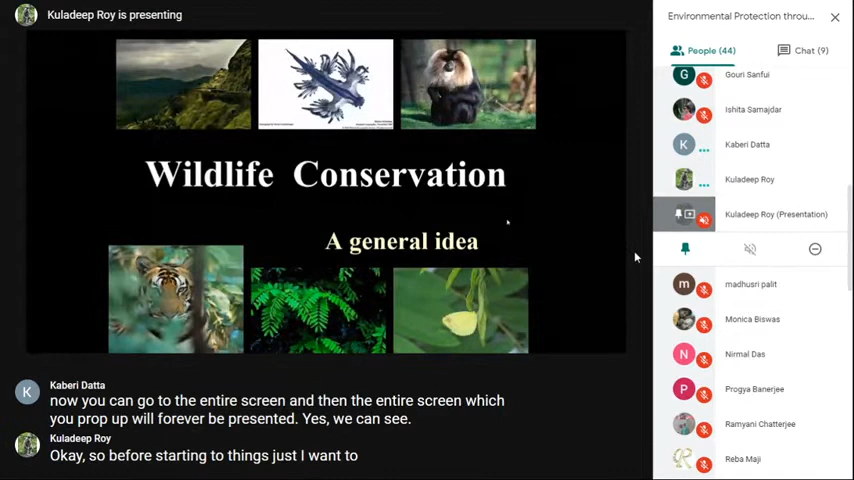 Kuladeep Roy is presenting
Wildlife Conservation
A general idea
Kaberi Datta
now you can go to the entire screen and then the entire screen which
you prop up will forever be presented. Yes, we can see.
Kuladeep Roy
Okay, so before starting to things just I want to
Environmental Protection throu...
People (44)
Chat (9)
G
Gouri Sanfui
Ishita Samajdar
K
Kaberi Datta
Kuladeep Roy
Kuladeep Roy (Presentation)
m
madhusri palit
Monica Biswas
N
Nirmal Das
P
Progya Banerjee
Ramyani Chatterjee
R
Reba Maji
K